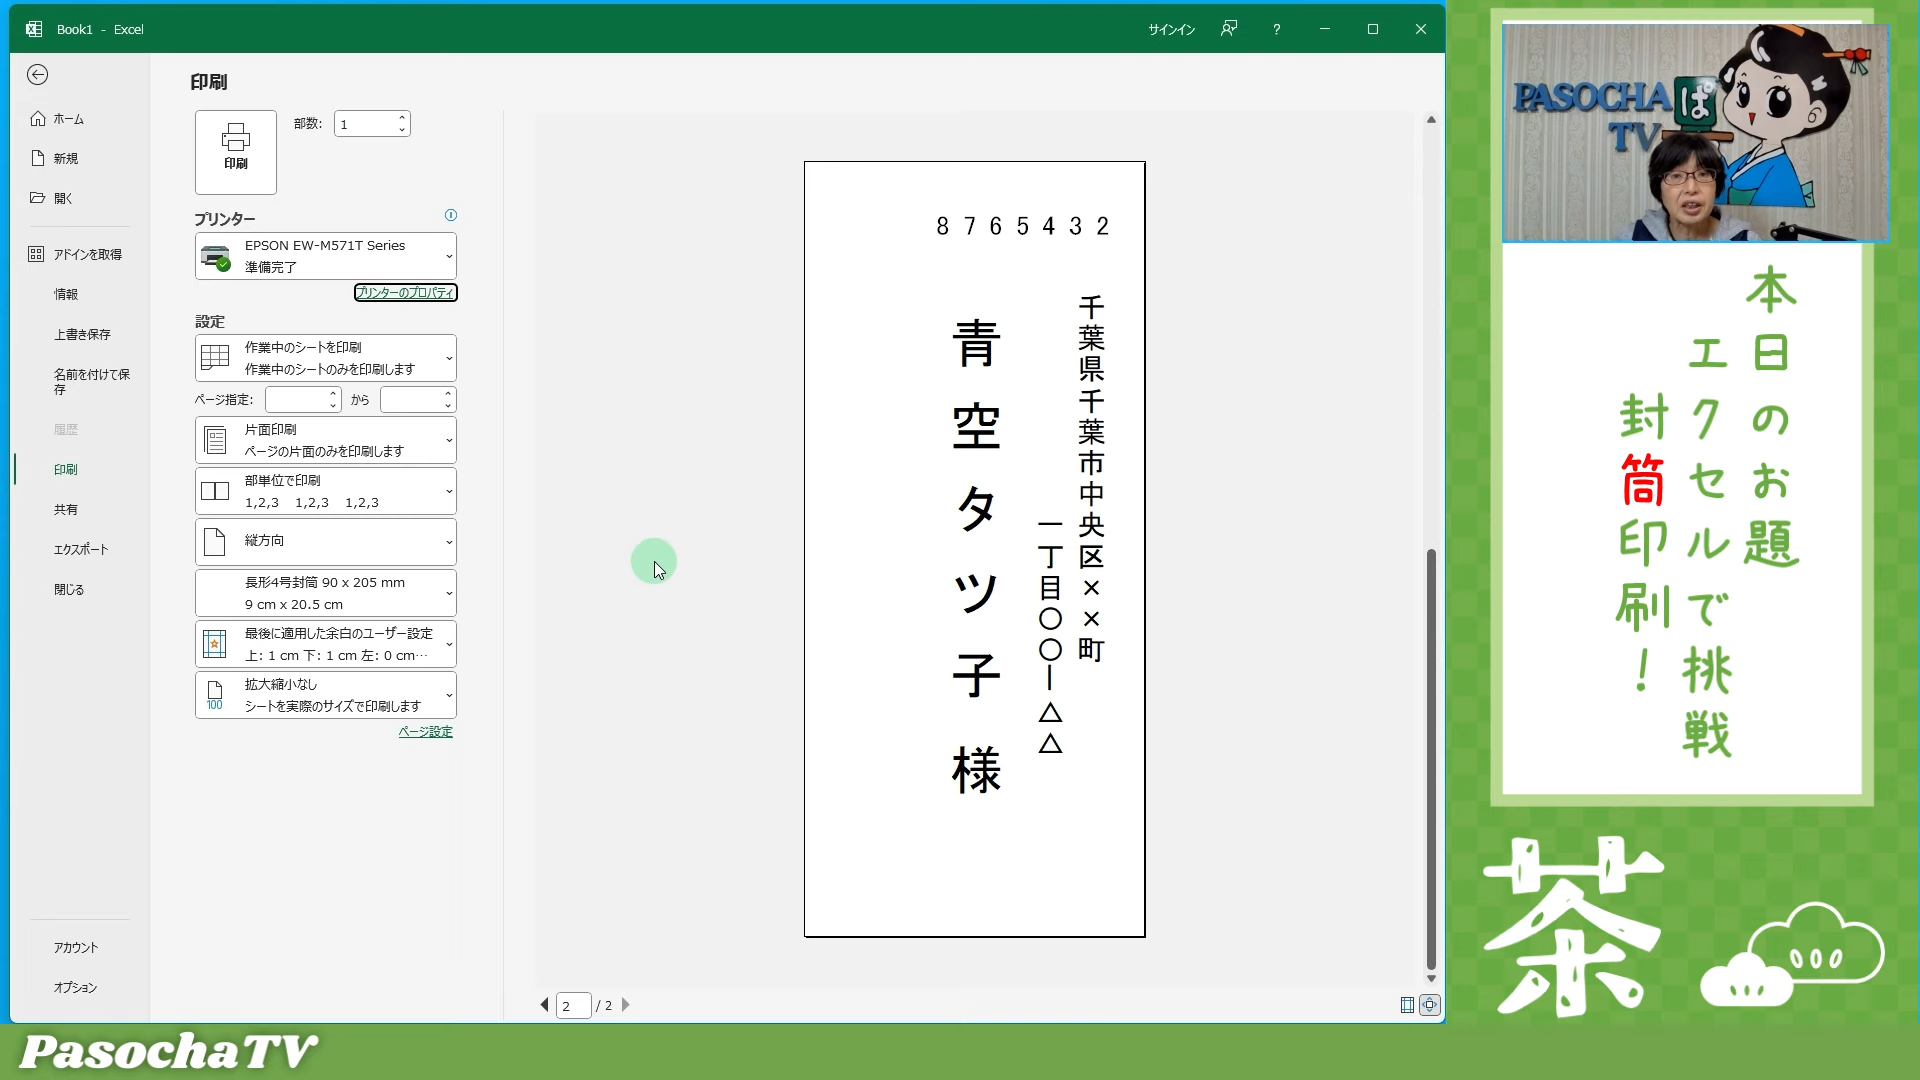 Book1 - Excel
サインイン
?
ホーム
新規
開く
アドインを取得
情報
上書き保存
名前を付けて保
存
履歴
印刷
共有
エクスポート
閉じる
アカウント
オプション
印刷
印刷
部数: 1
プリンター
EPSON EW-M571T Series
準備完了
プリンターのプロパティ
設定
作業中のシートを印刷
作業中のシートのみを印刷します
ページ指定: から
片面印刷
ページの片面のみを印刷します
部単位で印刷
1,2,3 1,2,3 1,2,3
縦方向
長形4号封筒 90 x 205 mm
9 cm x 20.5 cm
最後に適用した余白のユーザー設定
上: 1 cm 下: 1 cm 左: 0 cm…
100
拡大縮小なし
シートを実際のサイズで印刷します
ページ設定
8765432
千葉県千葉市中央区××町
一丁目〇〇ー△△
青空タツ子様
2 / 2
PASOCHA
TV
ぱ
本日のお題
エクセルで挑戦
封筒印刷！
茶
PasochaTV